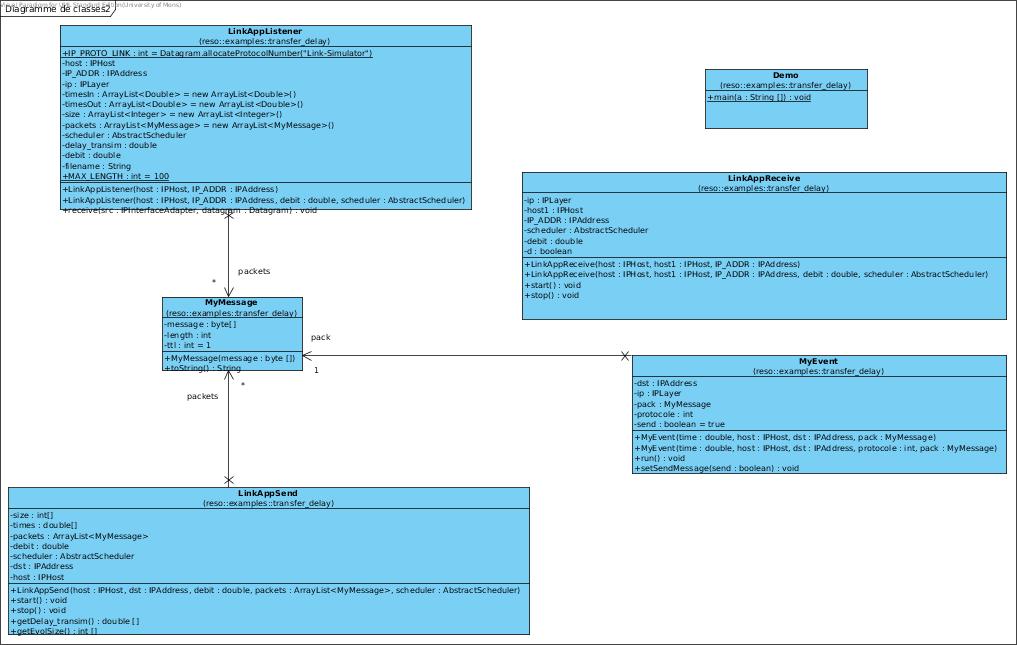 Visual Paradigm for UML Standard Edition(University of Mons)
Diagramme de classes2
LinkAppListener
(reso::examples::transfer_delay)
+IP_PROTO_LINK : int = Datagram.allocateProtocolNumber("Link-Simulator")
-host : IPHost
-IP_ADDR : IPAddress
-ip : IPLayer
-timesIn : ArrayList<Double> = new ArrayList<Double>()
-timesOut : ArrayList<Double> = new ArrayList<Double>()
-size : ArrayList<Integer> = new ArrayList<Integer>()
-packets : ArrayList<MyMessage> = new ArrayList<MyMessage>()
-scheduler : AbstractScheduler
-delay_transim : double
-debit : double
-filename : String
+MAX_LENGTH : int = 100
+LinkAppListener(host : IPHost, IP_ADDR : IPAddress)
+LinkAppListener(host : IPHost, IP_ADDR : IPAddress, debit : double, scheduler : AbstractScheduler)
+receive(src : IPInterfaceAdapter, datagram : Datagram) : void
Demo
(reso::examples::transfer_delay)
+main(a : String []) : void
LinkAppReceive
(reso::examples::transfer_delay)
-ip : IPLayer
-host1 : IPHost
-IP_ADDR : IPAddress
-scheduler : AbstractScheduler
-debit : double
-d : boolean
+LinkAppReceive(host : IPHost, host1 : IPHost, IP_ADDR : IPAddress)
+LinkAppReceive(host : IPHost, host1 : IPHost, IP_ADDR : IPAddress, debit : double, scheduler : AbstractScheduler)
+start() : void
+stop() : void
packets
*
MyMessage
(reso::examples::transfer_delay)
-message : byte[]
-length : int
-ttl : int = 1
+MyMessage(message : byte [])
+toString() : String
pack
1
MyEvent
(reso::examples::transfer_delay)
-dst : IPAddress
-ip : IPLayer
-pack : MyMessage
-protocole : int
-send : boolean = true
+MyEvent(time : double, host : IPHost, dst : IPAddress, pack : MyMessage)
+MyEvent(time : double, host : IPHost, dst : IPAddress, protocole : int, pack : MyMessage)
+run() : void
+setSendMessage(send : boolean) : void
*
packets
LinkAppSend
(reso::examples::transfer_delay)
-size : int[]
-times : double[]
-packets : ArrayList<MyMessage>
-debit : double
-scheduler : AbstractScheduler
-dst : IPAddress
-host : IPHost
+LinkAppSend(host : IPHost, dst : IPAddress, debit : double, packets : ArrayList<MyMessage>, scheduler : AbstractScheduler)
+start() : void
+stop() : void
+getDelay_transim() : double []
+getEvolSize() : int []